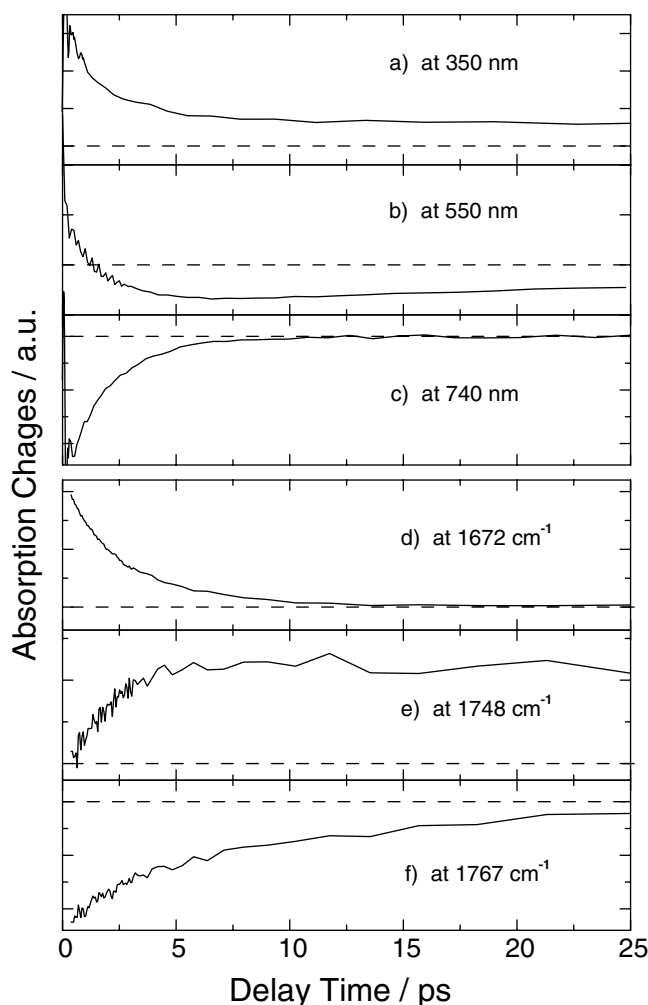 a) at 350 nm
b) at 550 nm
c) at 740 nm
d) at 1672 cm⁻¹
e) at 1748 cm⁻¹
f) at 1767 cm⁻¹
Absorption Chages / a.u.
0 5 10 15 20 25
Delay Time / ps